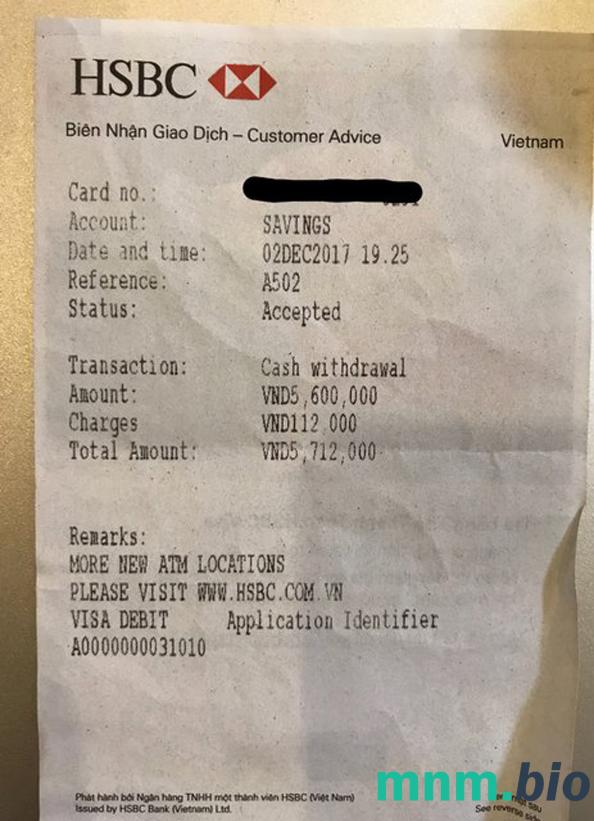 HSBC
Biên Nhận Giao Dịch – Customer Advice Vietnam
Card no.:
Account: SAVINGS
Date and time: 02DEC2017 19.25
Reference: A502
Status: Accepted
Transaction: Cash withdrawal
Amount: VND5,600,000
Charges VND112,000
Total Amount: VND5,712,000
Remarks:
MORE NEW ATM LOCATIONS
PLEASE VISIT WWW.HSBC.COM.VN
VISA DEBIT Application Identifier
A0000000031010
Phát hành bởi Ngân hàng TNHH một thành viên HSBC (Việt Nam)
Issued by HSBC Bank (Vietnam) Ltd.
sau
See reverse side
mnm.bio